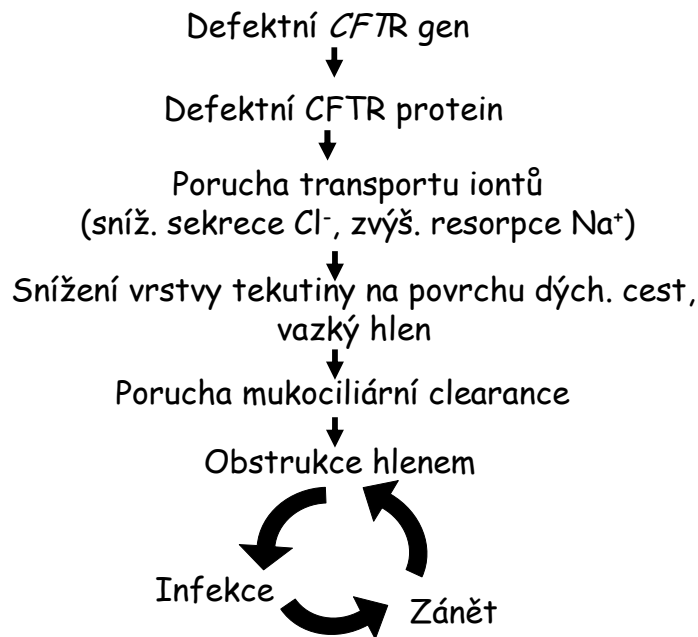 Defektní CFTR gen
Defektní CFTR protein
Porucha transportu iontů
(sníž. sekrece Cl⁻, zvýš. resorpce Na⁺)
Snížení vrstvy tekutiny na povrchu dých. cest,
vazký hlen
Porucha mukociliární clearance
Obstrukce hlenem
Infekce
Zánět